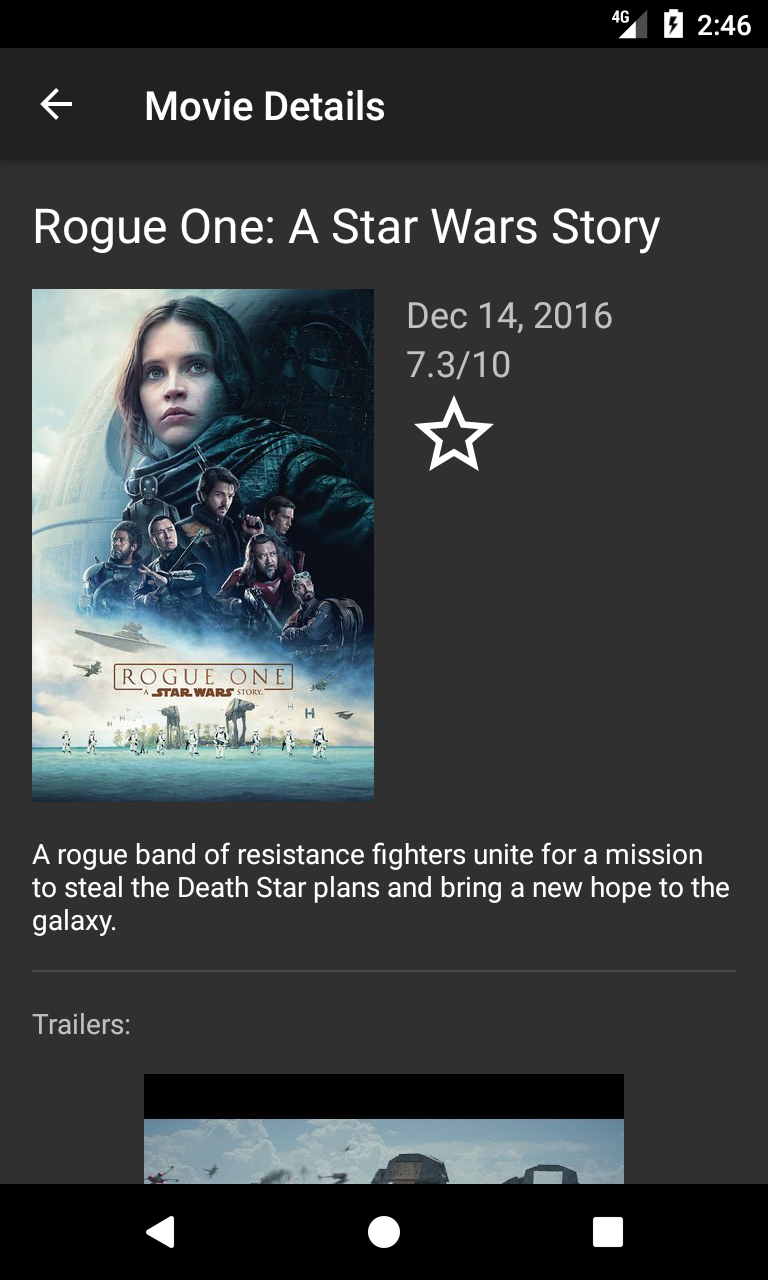 4G 2:46
Movie Details
Rogue One: A Star Wars Story
Dec 14, 2016
7.3/10
ROGUE ONE
A STAR WARS STORY
A rogue band of resistance fighters unite for a mission
to steal the Death Star plans and bring a new hope to the
galaxy.
Trailers: